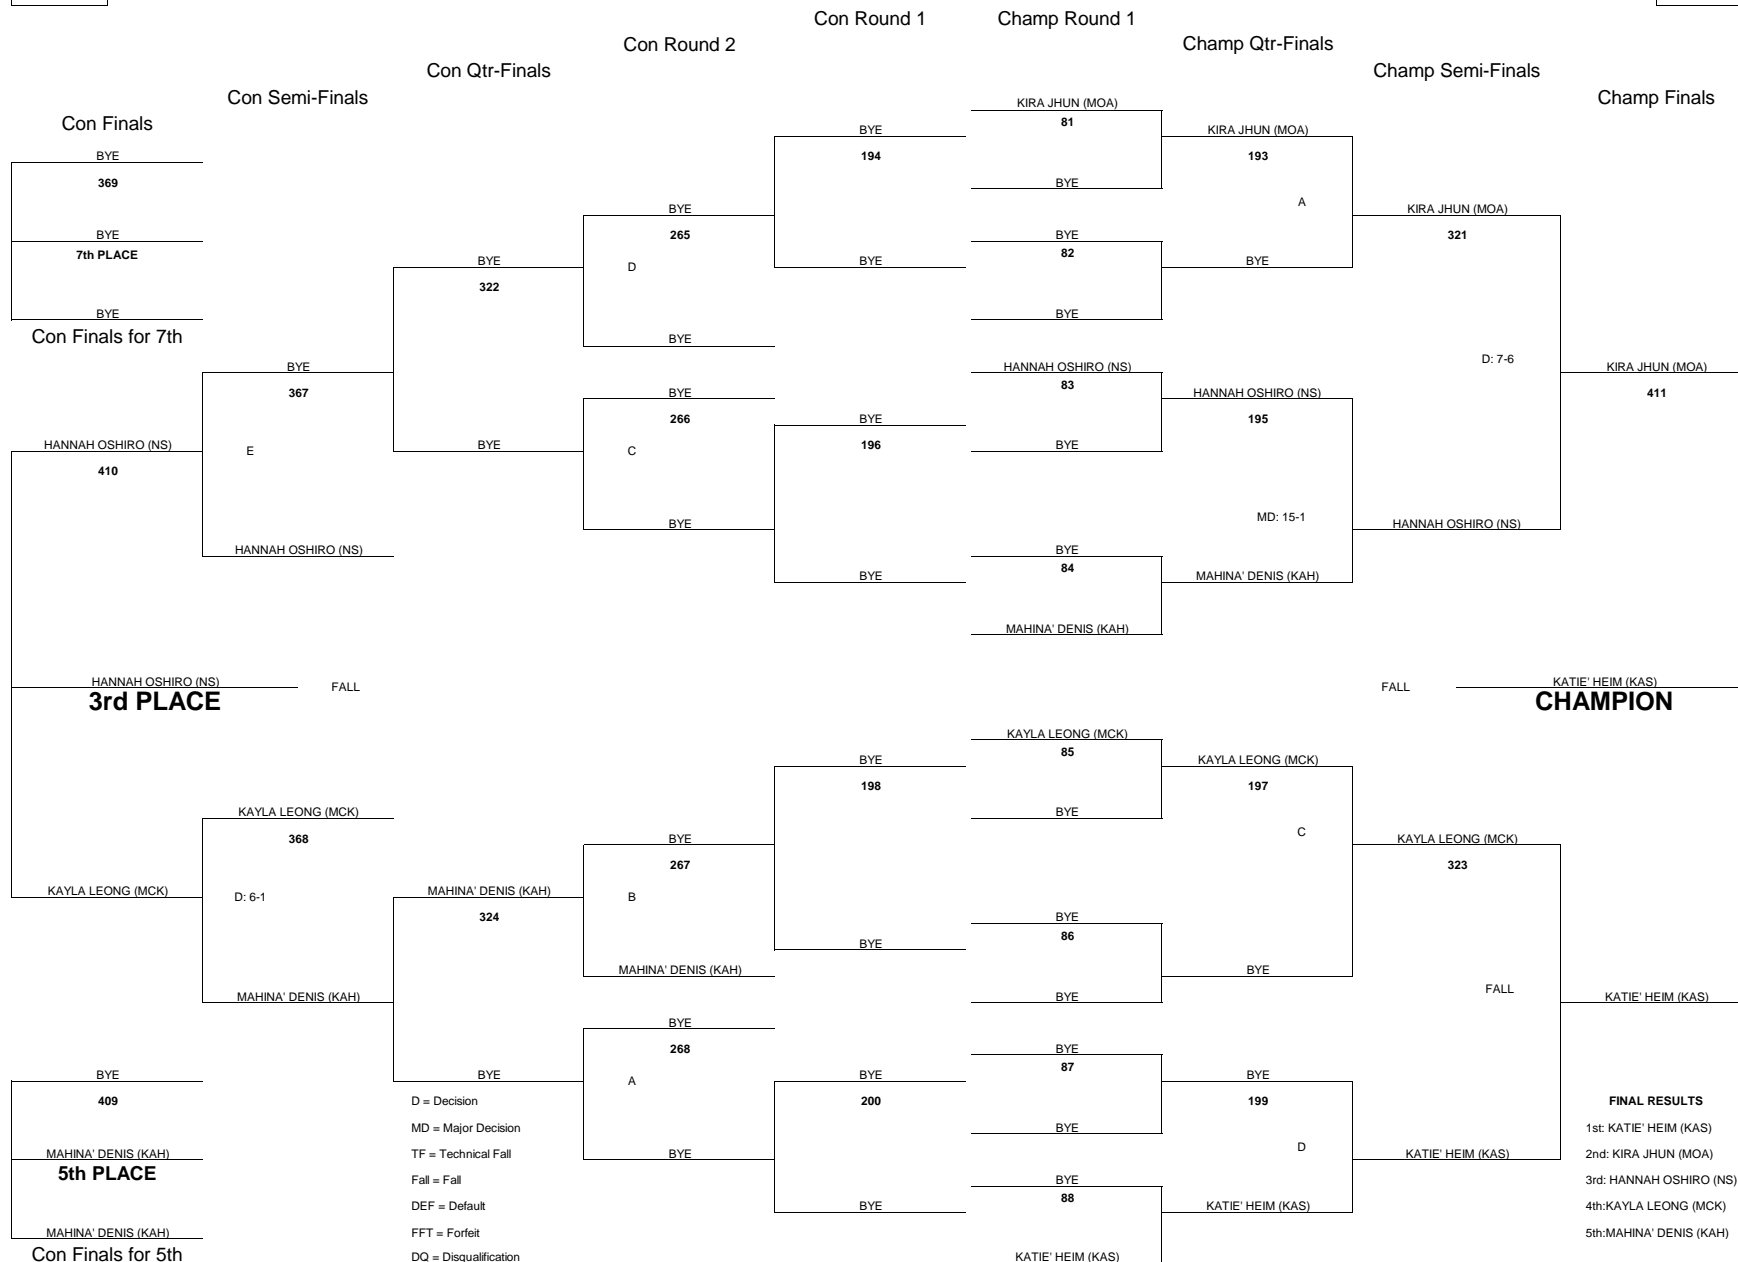 Con Round 1 Champ Round 1
Con Round 2 Champ Qtr-Finals
Con Qtr-Finals Champ Semi-Finals
Con Semi-Finals Champ Finals
KIRA JHUN (MOA)
Con Finals 81
BYE KIRA JHUN (MOA)
BYE 194 193
369 BYE
A
BYE KIRA JHUN (MOA)
BYE 265 BYE 321
7th PLACE 82
BYE D BYE BYE
322
BYE BYE
Con Finals for 7th BYE
D: 7-6
BYE HANNAH OSHIRO (NS) KIRA JHUN (MOA)
367 83 411
BYE HANNAH OSHIRO (NS)
266 BYE 195
HANNAH OSHIRO (NS) BYE 196 BYE
E C
410
MD: 15-1
BYE HANNAH OSHIRO (NS)
HANNAH OSHIRO (NS) BYE
84
BYE MAHINA' DENIS (KAH)
MAHINA' DENIS (KAH)
HANNAH OSHIRO (NS) FALL FALL KATIE' HEIM (KAS)
3rd PLACE CHAMPION
KAYLA LEONG (MCK)
85
BYE KAYLA LEONG (MCK)
198 197
KAYLA LEONG (MCK) BYE
368 BYE C KAYLA LEONG (MCK)
267 323
KAYLA LEONG (MCK) D: 6-1 MAHINA' DENIS (KAH) B
324 BYE
86
BYE
MAHINA' DENIS (KAH) BYE
FALL
MAHINA' DENIS (KAH) BYE KATIE' HEIM (KAS)
BYE
268 BYE
87
BYE BYE A BYE BYE
409 D = Decision 200 199 FINAL RESULTS
MD = Major Decision BYE 1st: KATIE' HEIM (KAS)
D
MAHINA' DENIS (KAH) TF = Technical Fall BYE KATIE' HEIM (KAS) 2nd: KIRA JHUN (MOA)
5th PLACE Fall = Fall BYE 3rd: HANNAH OSHIRO (NS)
88
DEF = Default BYE KATIE' HEIM (KAS) 4th:KAYLA LEONG (MCK)
MAHINA' DENIS (KAH) FFT = Forfeit 5th:MAHINA' DENIS (KAH)
Con Finals for 5th DQ = Disqualification KATIE' HEIM (KAS)